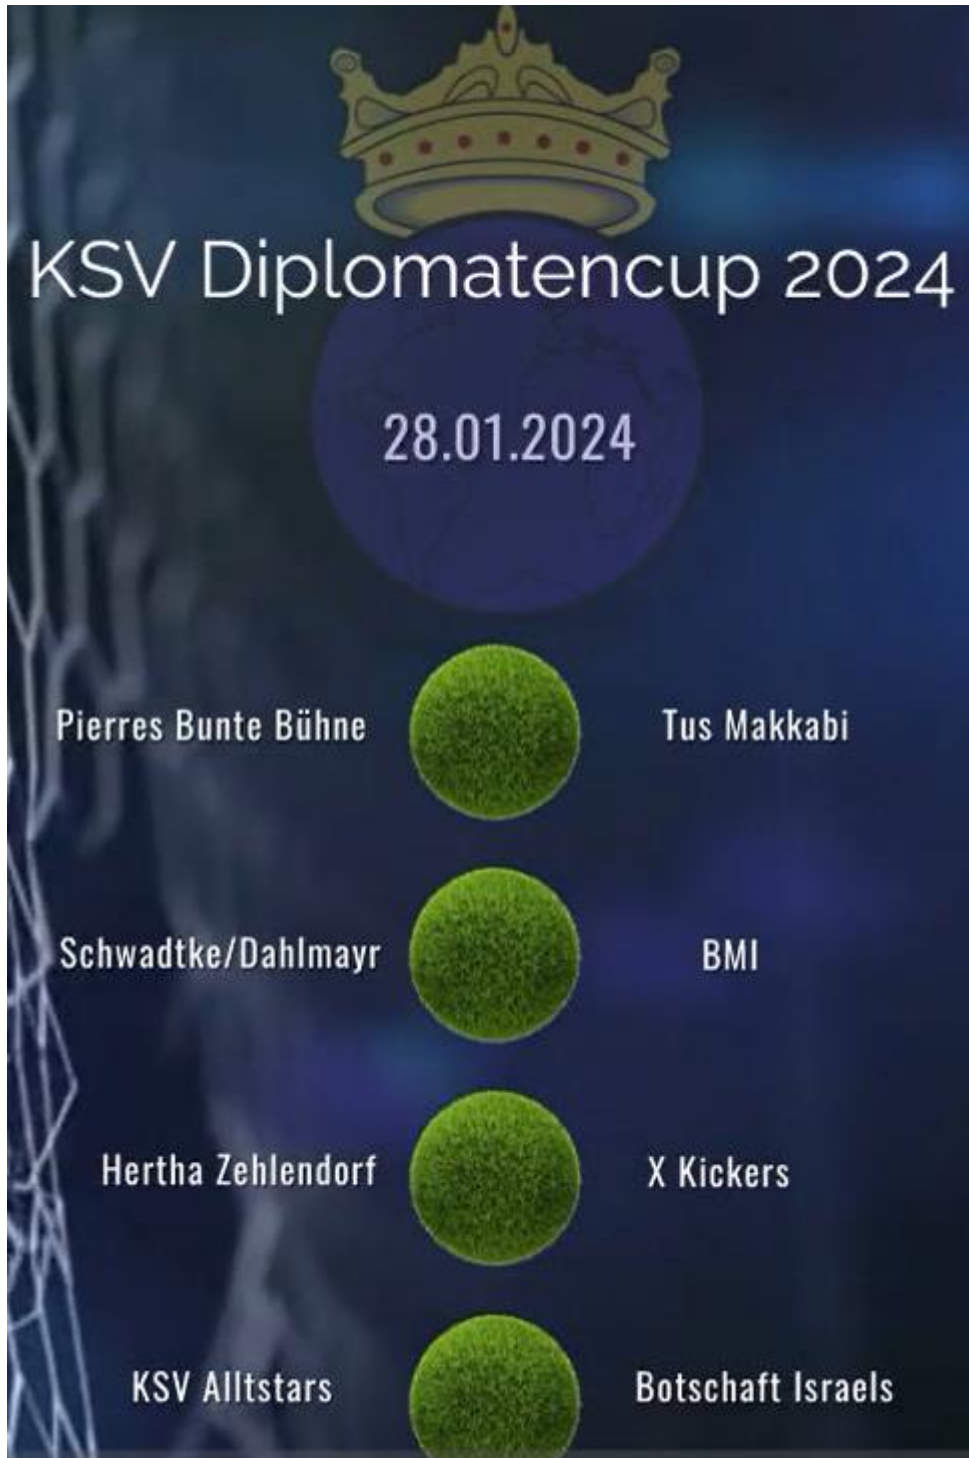 KSV Diplomatencup 2024
28.01.2024
Pierres Bunte Bühne
Tus Makkabi
Schwadtke/Dahlmayr
BMI
Hertha Zehlendorf
X Kickers
KSV Alltstars
Botschaft Israels